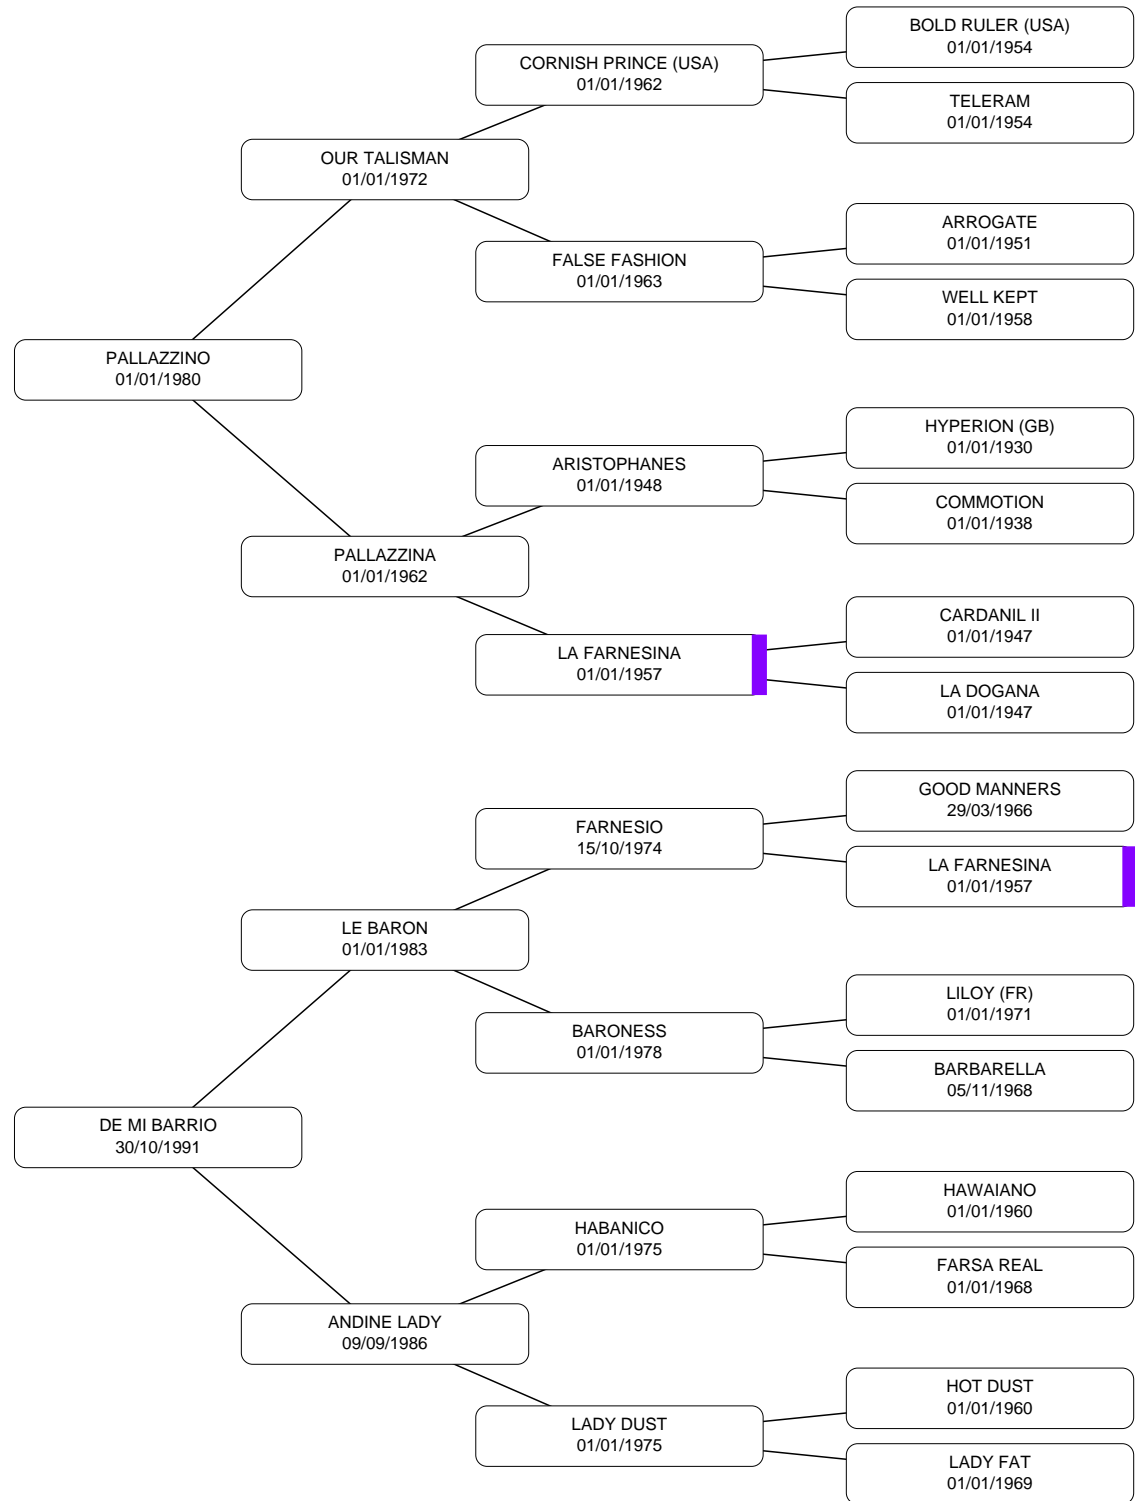 BOLD RULER (USA)
01/01/1954
CORNISH PRINCE (USA)
01/01/1962
TELERAM
01/01/1954
OUR TALISMAN
01/01/1972
ARROGATE
01/01/1951
FALSE FASHION
01/01/1963
WELL KEPT
01/01/1958
PALLAZZINO
01/01/1980
HYPERION (GB)
01/01/1930
ARISTOPHANES
01/01/1948
COMMOTION
01/01/1938
PALLAZZINA
01/01/1962
CARDANIL II
01/01/1947
LA FARNESINA
01/01/1957
LA DOGANA
01/01/1947
GOOD MANNERS
29/03/1966
FARNESIO
15/10/1974
LA FARNESINA
01/01/1957
LE BARON
01/01/1983
LILOY (FR)
01/01/1971
BARONESS
01/01/1978
BARBARELLA
05/11/1968
DE MI BARRIO
30/10/1991
HAWAIANO
01/01/1960
HABANICO
01/01/1975
FARSA REAL
01/01/1968
ANDINE LADY
09/09/1986
HOT DUST
01/01/1960
LADY DUST
01/01/1975
LADY FAT
01/01/1969